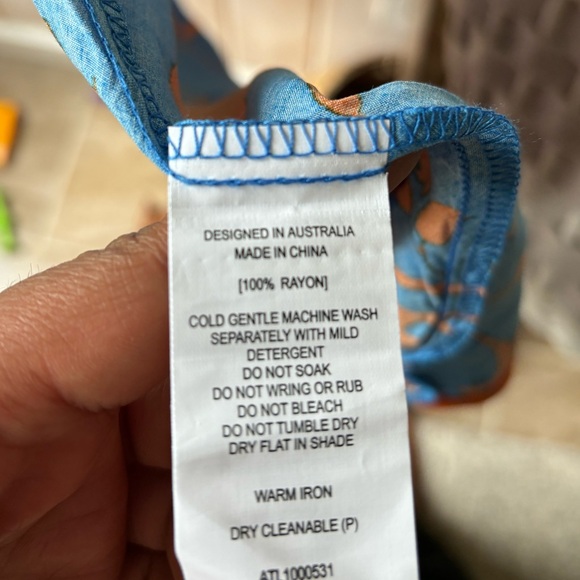 DESIGNED IN AUSTRALIA
MADE IN CHINA
[100% RAYON]
COLD GENTLE MACHINE WASH
SEPARATELY WITH MILD
DETERGENT
DO NOT SOAK
DO NOT WRING OR RUB
DO NOT BLEACH
DO NOT TUMBLE DRY
DRY FLAT IN SHADE
WARM IRON
DRY CLEANABLE (P)
ATL1000531